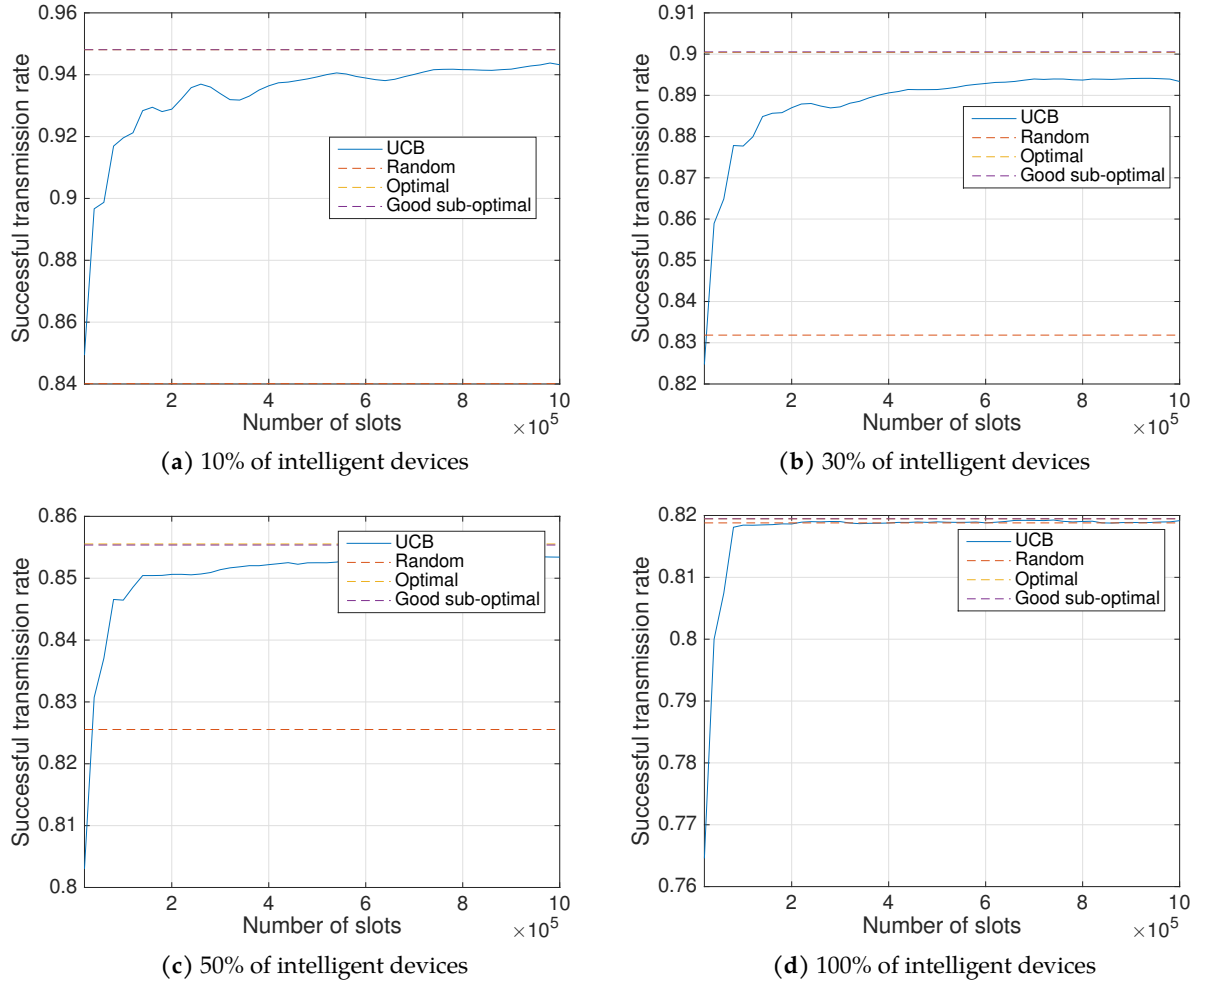 0.96
0.94
0.92
0.9
0.88
0.86
0.84
Successful transmission rate
UCB
Random
Optimal
Good sub-optimal
2 4 6 8 10
Number of slots
×10^5
(a) 10% of intelligent devices
0.91
0.9
0.89
0.88
0.87
0.86
0.85
0.84
0.83
0.82
Successful transmission rate
UCB
Random
Optimal
Good sub-optimal
2 4 6 8 10
Number of slots
×10^5
(b) 30% of intelligent devices
0.86
0.85
0.84
0.83
0.82
0.81
0.8
Successful transmission rate
UCB
Random
Optimal
Good sub-optimal
2 4 6 8 10
Number of slots
×10^5
(c) 50% of intelligent devices
0.82
0.81
0.8
0.79
0.78
0.77
0.76
Successful transmission rate
UCB
Random
Optimal
Good sub-optimal
2 4 6 8 10
Number of slots
×10^5
(d) 100% of intelligent devices